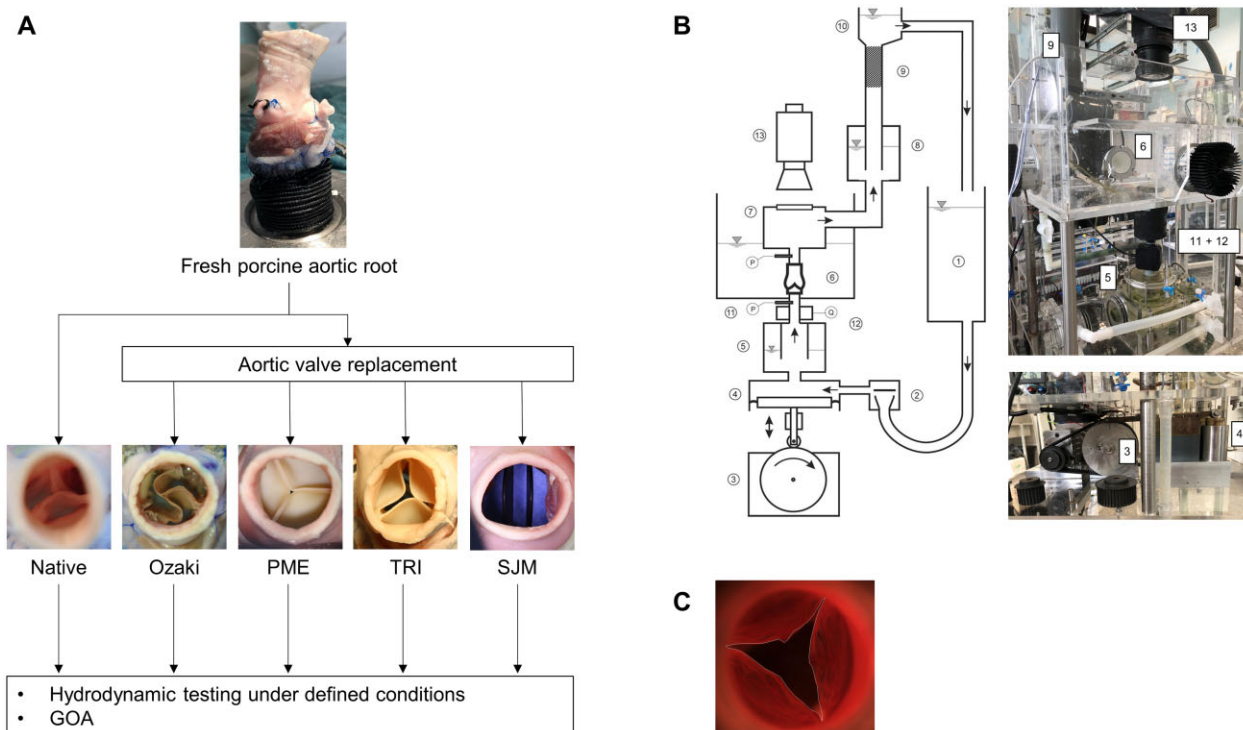 A
Fresh porcine aortic root
Aortic valve replacement
Native
Ozaki
PME
TRI
SJM
• Hydrodynamic testing under defined conditions
• GOA
B
⑩
⑨
⑬
⑧
⑦
P
⑥
①
P
⑪
Q
⑫
⑤
④
②
③
9
13
6
11 + 12
5
3
4
C